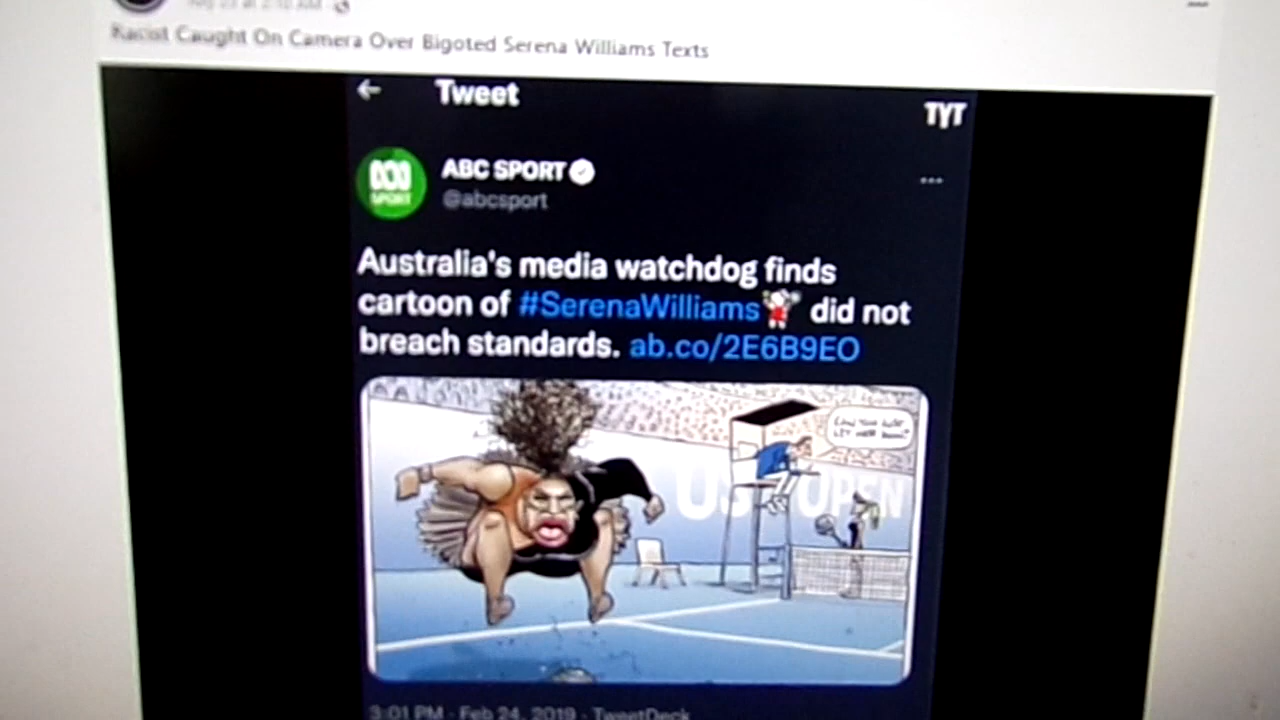 Racist Caught On Camera Over Bigoted Serena Williams Texts
Tweet
TYT
ABC SPORT
SPORT
@abcsport
Australia's media watchdog finds
cartoon of #SerenaWilliams did not
breach standards. ab.co/2E6B9EO
US OPEN
3:01 PM · Feb 24, 2019 · TweetDeck